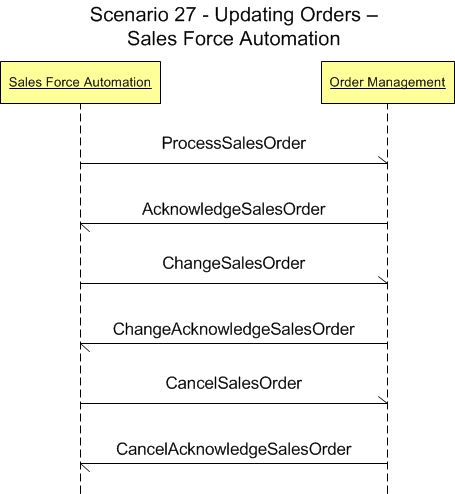 Scenario 27 - Updating Orders –
Sales Force Automation
Sales Force Automation
Order Management
ProcessSalesOrder
AcknowledgeSalesOrder
ChangeSalesOrder
ChangeAcknowledgeSalesOrder
CancelSalesOrder
CancelAcknowledgeSalesOrder